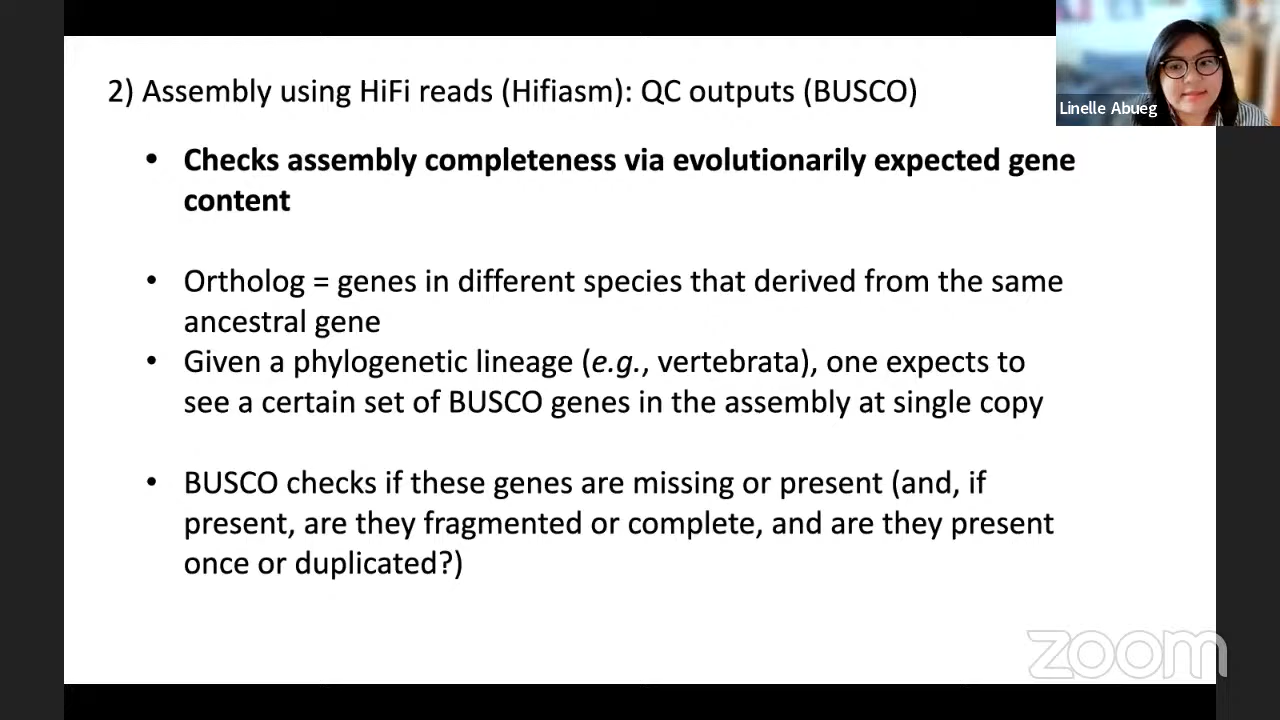 2) Assembly using HiFi reads (Hifiasm): QC outputs (BUSCO)
Linelle Abueg
• Checks assembly completeness via evolutionarily expected gene
content
• Ortholog = genes in different species that derived from the same
ancestral gene
• Given a phylogenetic lineage (e.g., vertebrata), one expects to
see a certain set of BUSCO genes in the assembly at single copy
• BUSCO checks if these genes are missing or present (and, if
present, are they fragmented or complete, and are they present
once or duplicated?)
zoom